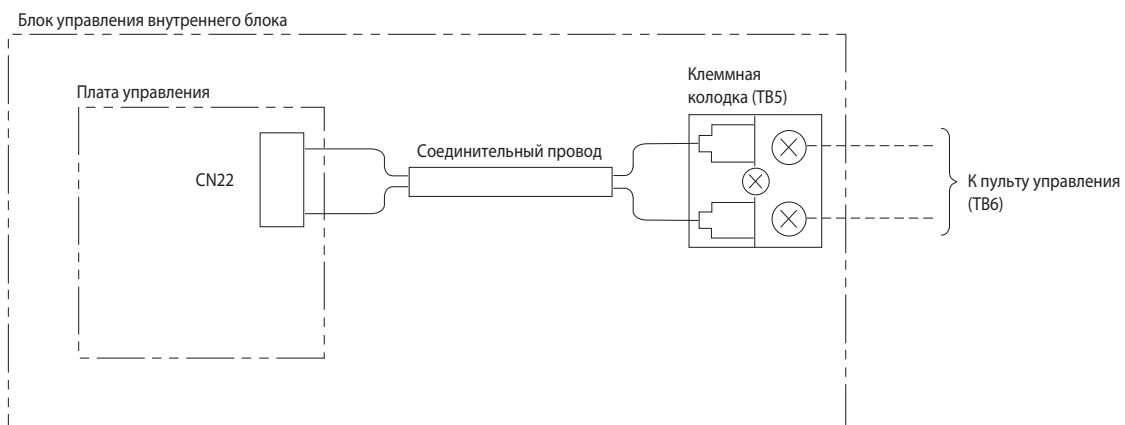 Блок управления внутреннего блока
Плата управления
CN22
Соединительный провод
Клеммная
колодка (TB5)
К пульту управления
(TB6)